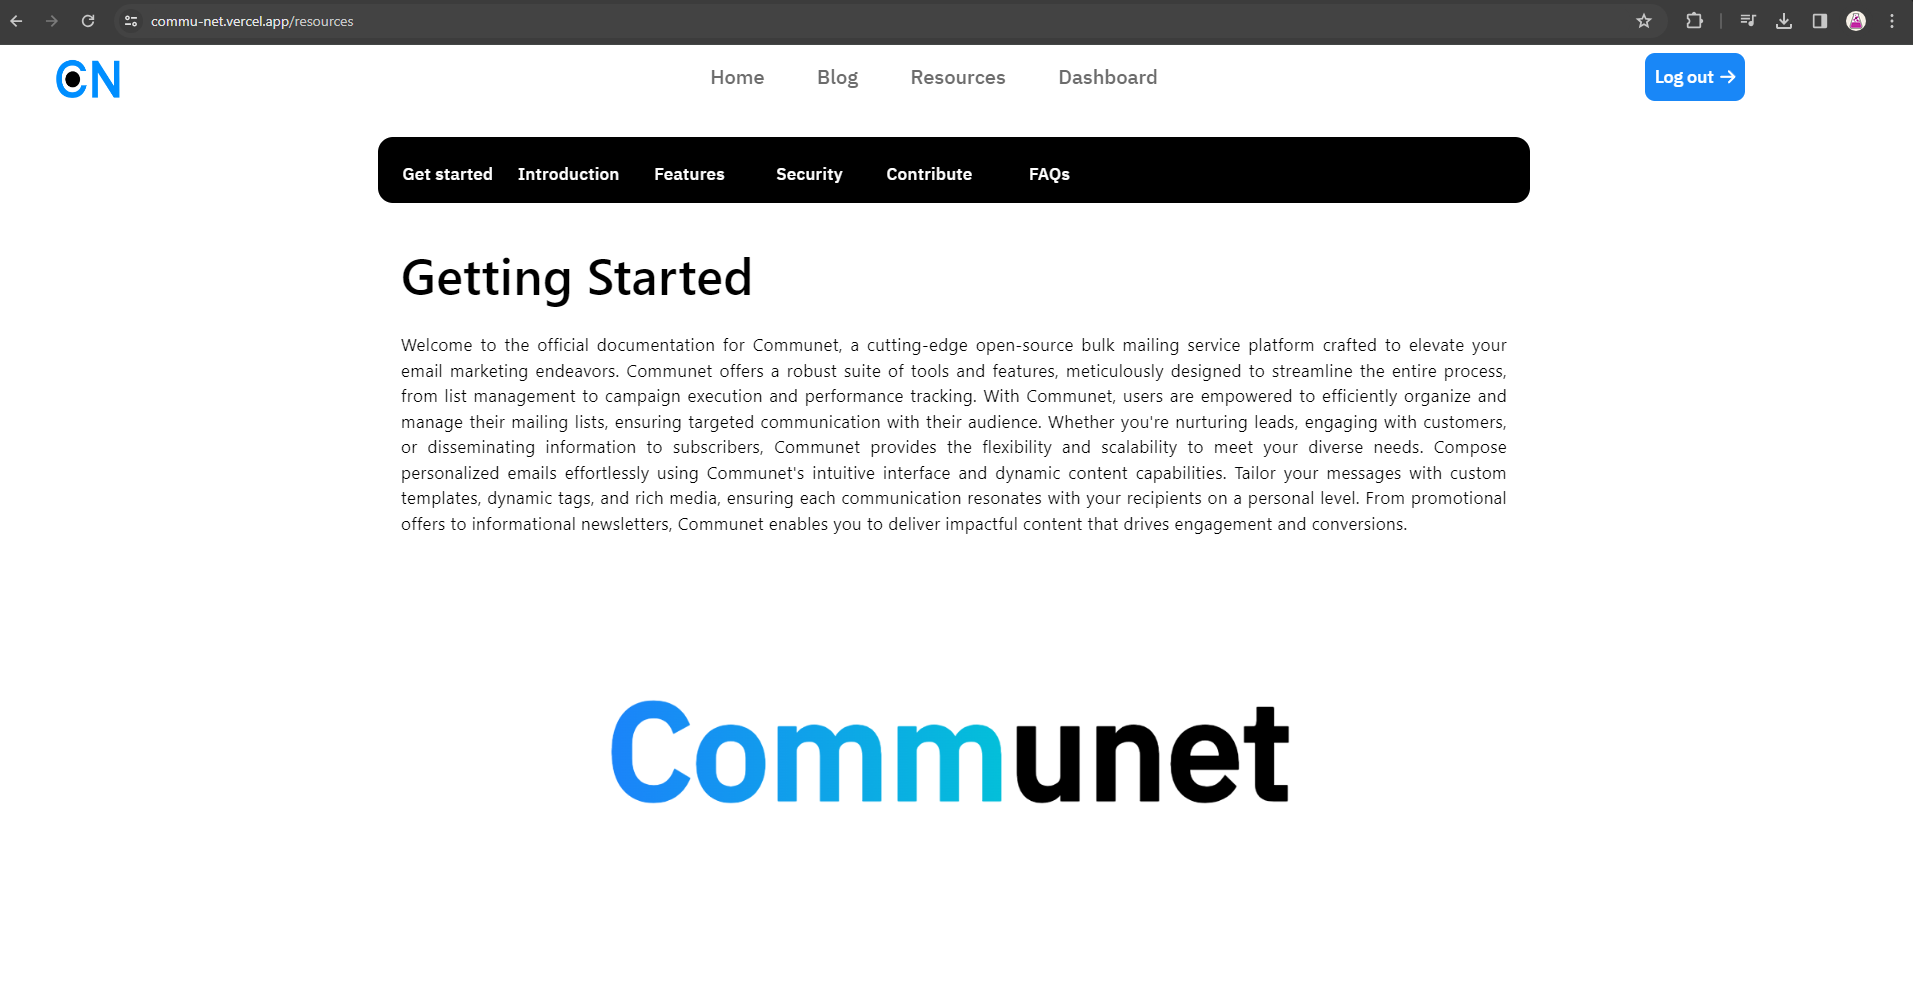 commu-net.vercel.app/resources
CN
Home Blog Resources Dashboard
Log out →
Get started Introduction Features Security Contribute FAQs
Getting Started
Welcome to the official documentation for Communet, a cutting-edge open-source bulk mailing service platform crafted to elevate your
email marketing endeavors. Communet offers a robust suite of tools and features, meticulously designed to streamline the entire process,
from list management to campaign execution and performance tracking. With Communet, users are empowered to efficiently organize and
manage their mailing lists, ensuring targeted communication with their audience. Whether you're nurturing leads, engaging with customers,
or disseminating information to subscribers, Communet provides the flexibility and scalability to meet your diverse needs. Compose
personalized emails effortlessly using Communet's intuitive interface and dynamic content capabilities. Tailor your messages with custom
templates, dynamic tags, and rich media, ensuring each communication resonates with your recipients on a personal level. From promotional
offers to informational newsletters, Communet enables you to deliver impactful content that drives engagement and conversions.
Communet